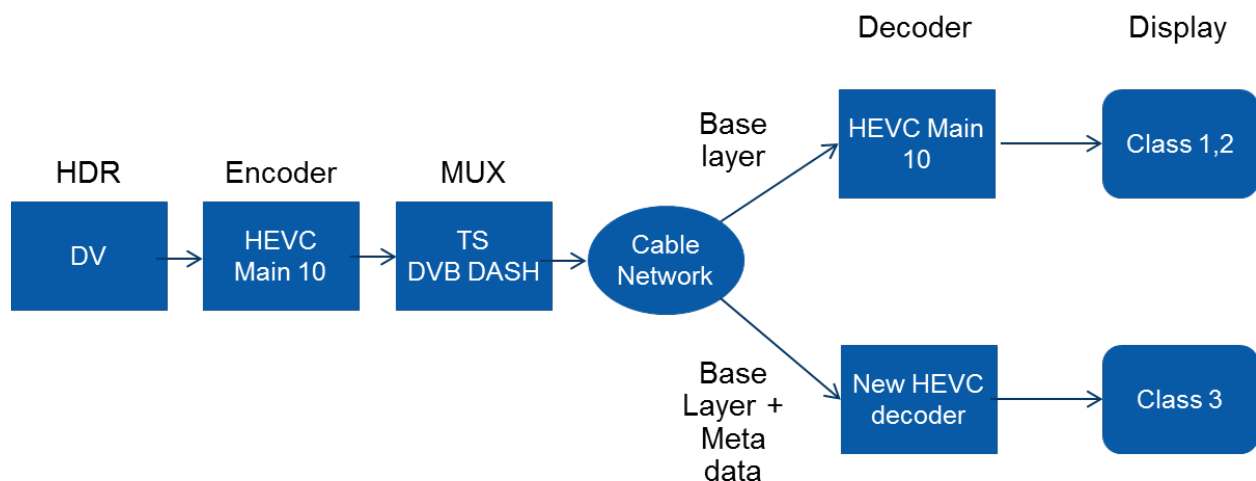 Decoder
Display
HDR
Encoder
MUX
DV
HEVC
Main 10
TS
DVB DASH
Cable
Network
Base
layer
HEVC Main
10
Class 1,2
Base
Layer +
Meta
data
New HEVC
decoder
Class 3